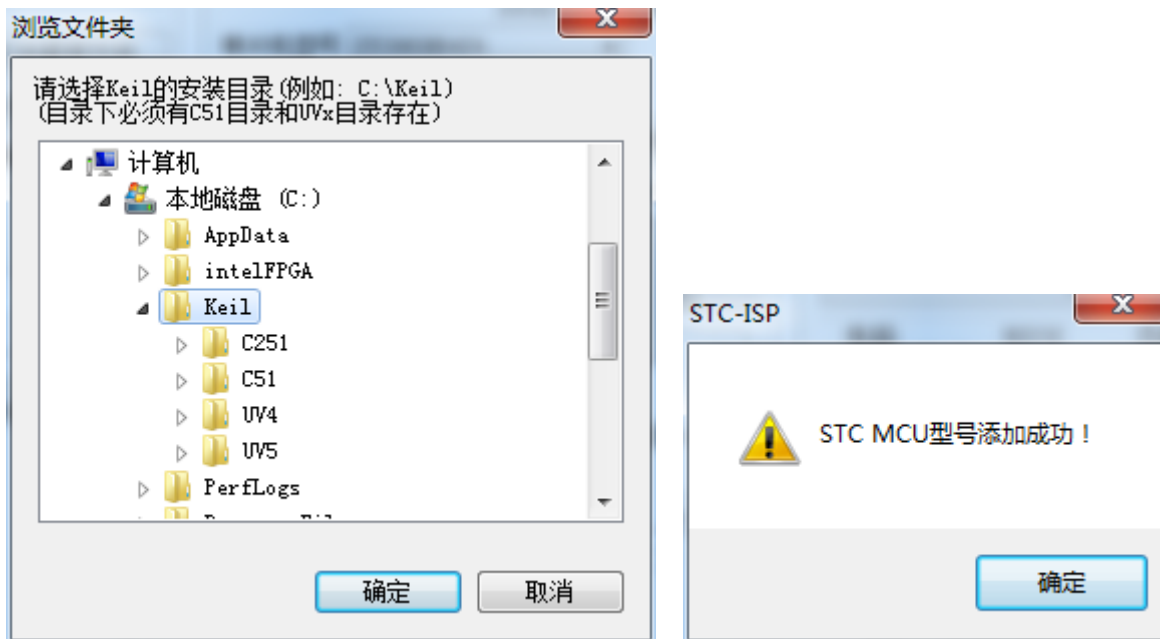 浏览文件夹
请选择Keil的安装目录(例如: C:\Keil)
(目录下必须有C51目录和UVx目录存在)
计算机
本地磁盘 (C:)
AppData
intelFPGA
Keil
C251
C51
UV4
UV5
PerfLogs
确定
取消
STC-ISP
STC MCU型号添加成功！
确定